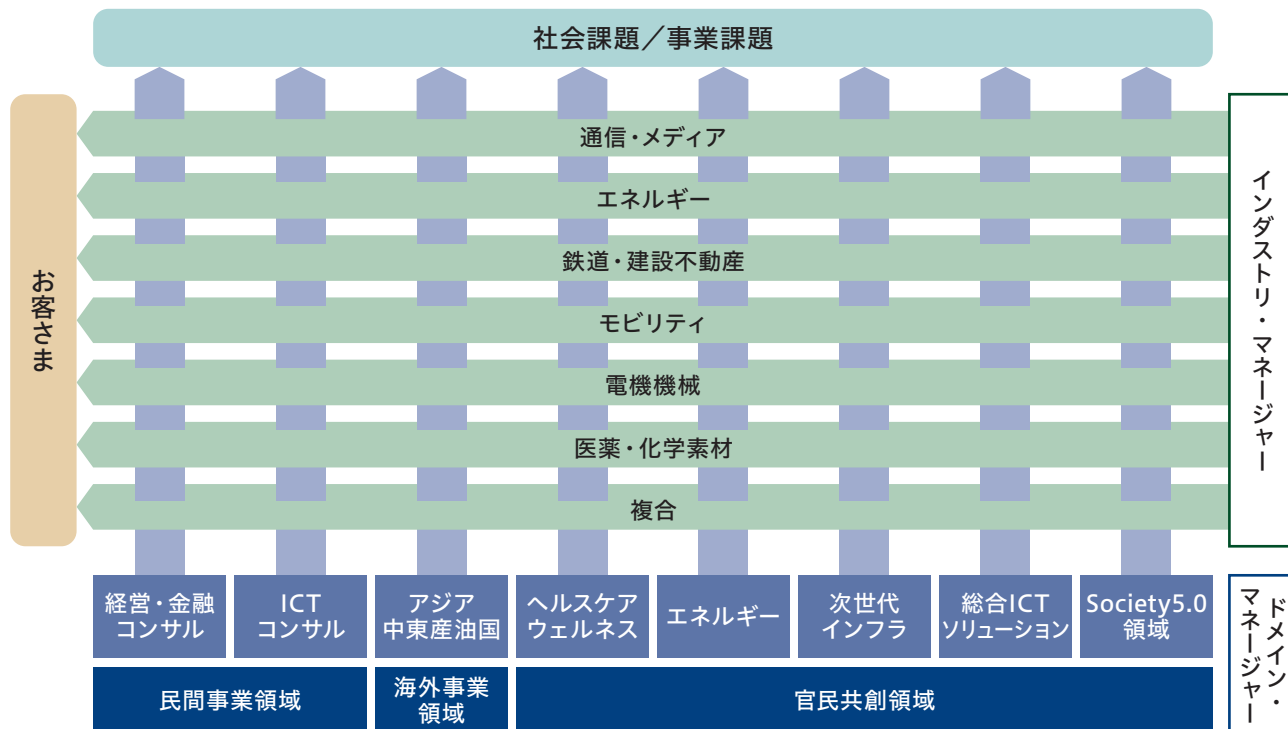 社会課題／事業課題
お客さま
通信・メディア
エネルギー
鉄道・建設不動産
モビリティ
電機機械
医薬・化学素材
複合
インダストリ・マネージャー
経営・金融
コンサル
ICT
コンサル
アジア
中東産油国
ヘルスケア
ウェルネス
エネルギー
次世代
インフラ
総合ICT
ソリューション
Society5.0
領域
ドメイン・
マネージャー
民間事業領域
海外事業
領域
官民共創領域